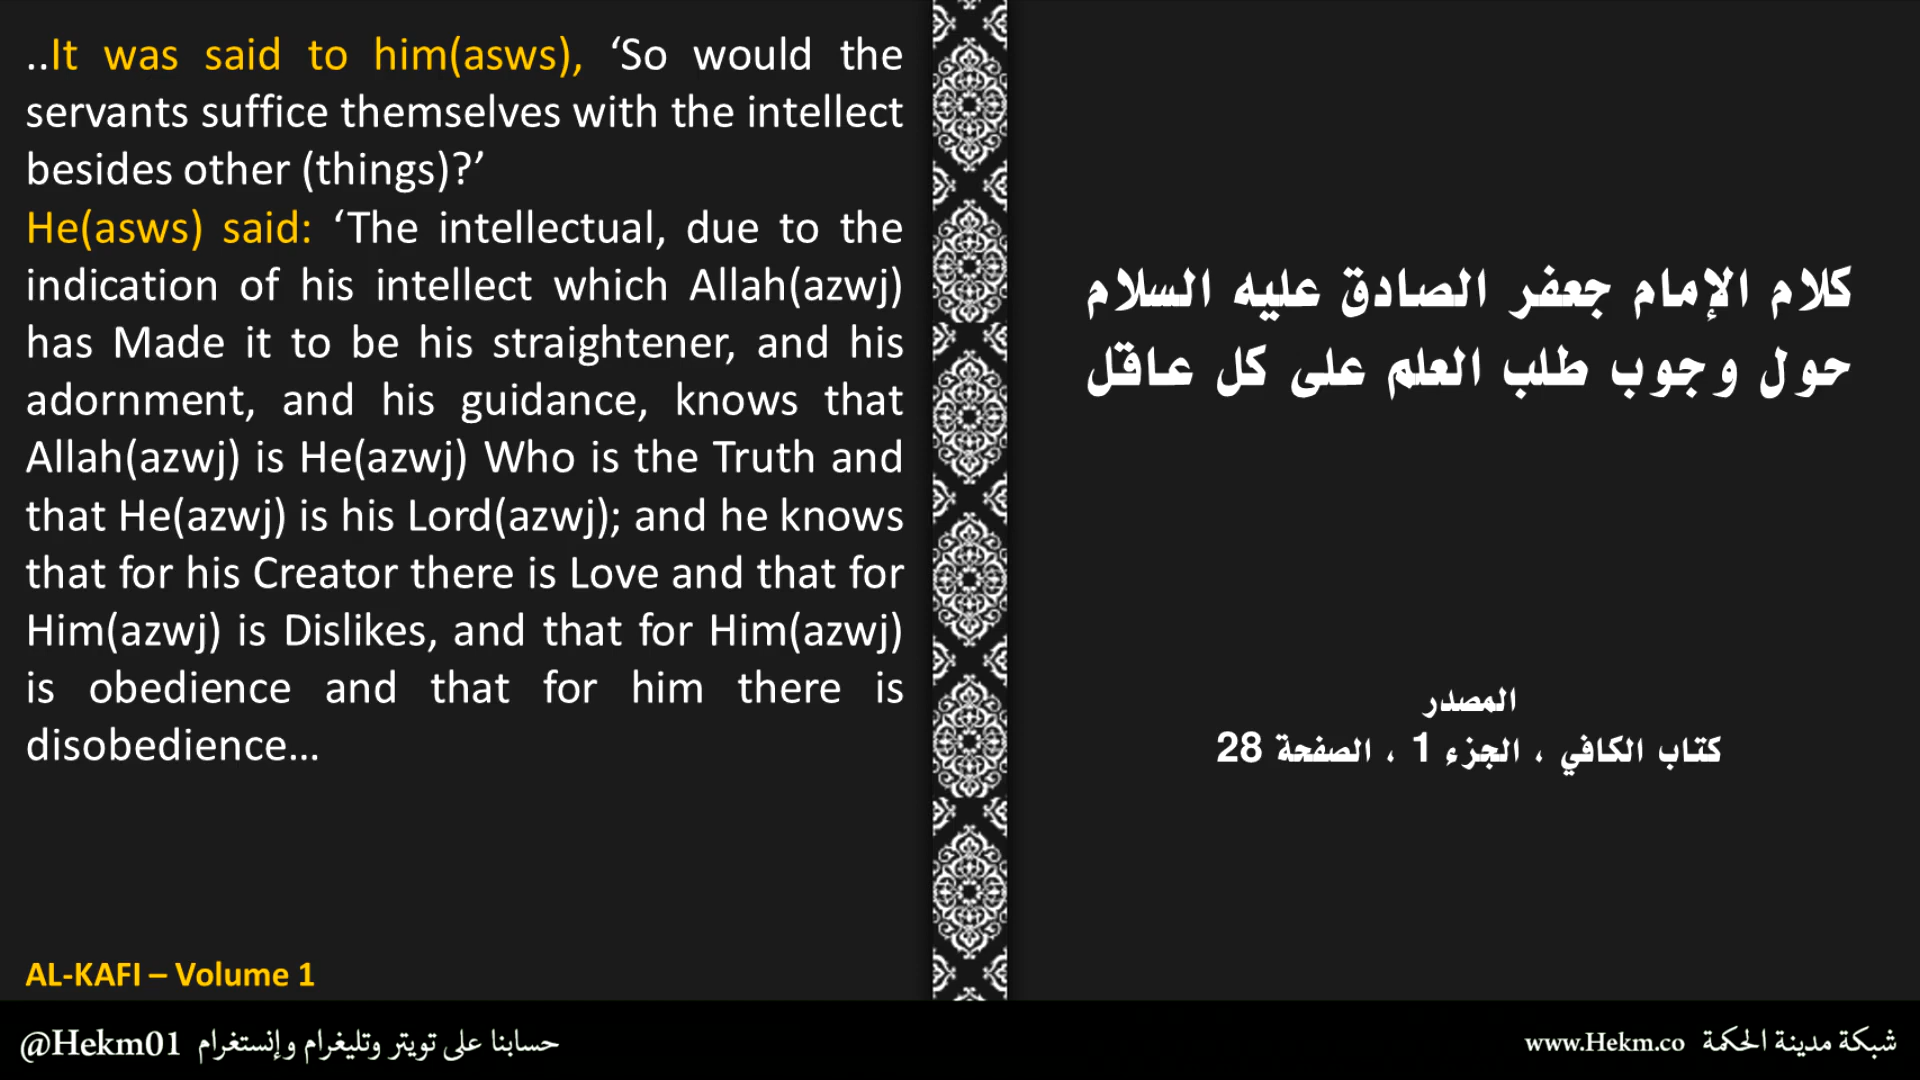 ..It was said to him(asws), ‘So would the
servants suffice themselves with the intellect
besides other (things)?’
He(asws) said: ‘The intellectual, due to the
indication of his intellect which Allah(azwj)
has Made it to be his straightener, and his
adornment, and his guidance, knows that
Allah(azwj) is He(azwj) Who is the Truth and
that He(azwj) is his Lord(azwj); and he knows
that for his Creator there is Love and that for
Him(azwj) is Dislikes, and that for Him(azwj)
is obedience and that for him there is
disobedience...
AL-KAFI – Volume 1
كلام الإمام جعفر الصادق عليه السلام
حول وجوب طلب العلم على كل عاقل
المصدر
كتاب الكافي ، الجزء 1 ، الصفحة 28
@Hekm01 حسابنا على تويتر وتليغرام وإنستغرام
شبكة مدينة الحكمة www.Hekm.co